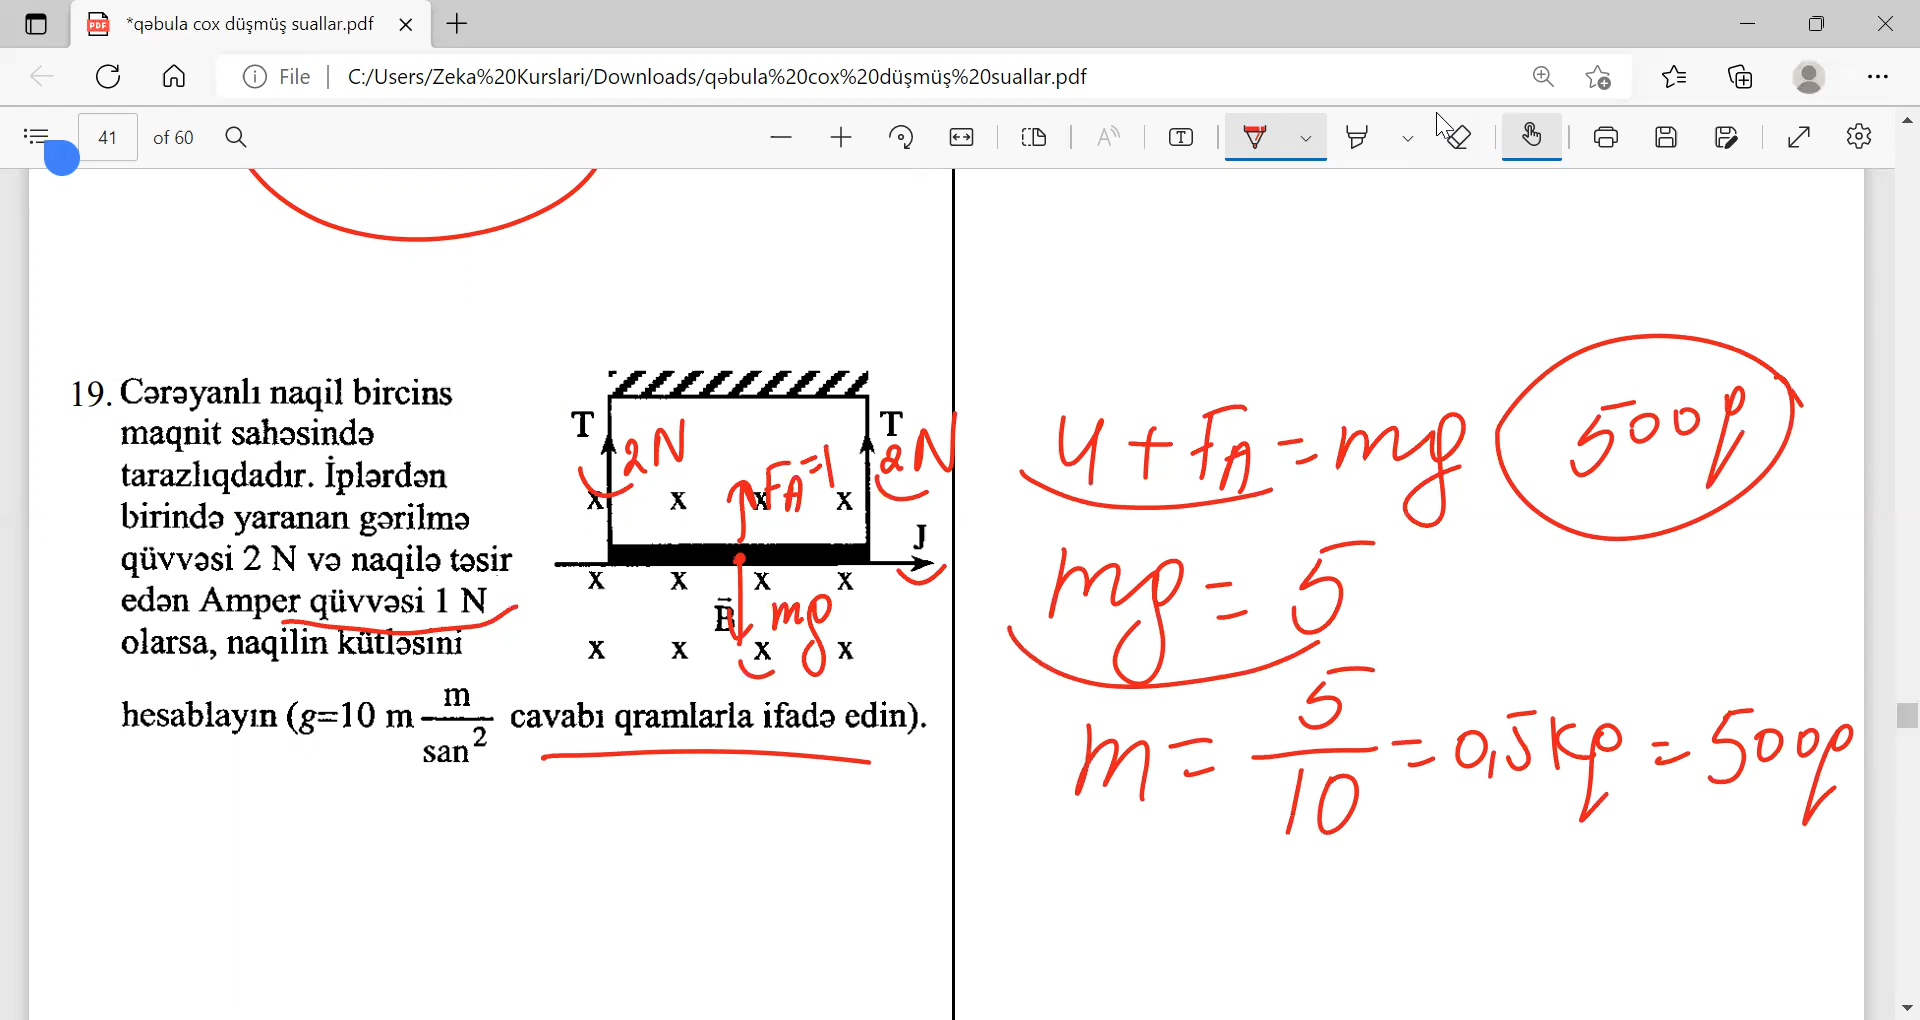 *qəbula cox düşmüş suallar.pdf
File
C:/Users/Zeka%20Kurslari/Downloads/qəbula%20cox%20düşmüş%20suallar.pdf
41 of 60
19. Cərəyanlı naqil bircins
maqnit sahəsində
tarazlıqdadır. İplərdən
birində yaranan gərilmə
qüvvəsi 2 N və naqilə təsir
edən Amper qüvvəsi 1 N
olarsa, naqilin kütləsini
hesablayın (g=10 m m/san² cavabı qramlarla ifadə edin).
T T
2N 2N
FA=1
x x x x
J
x x x x
B mg
x x x x
4 + FA = mg 500q
mg = 5
m = 5/10 = 0,5 kq = 500q